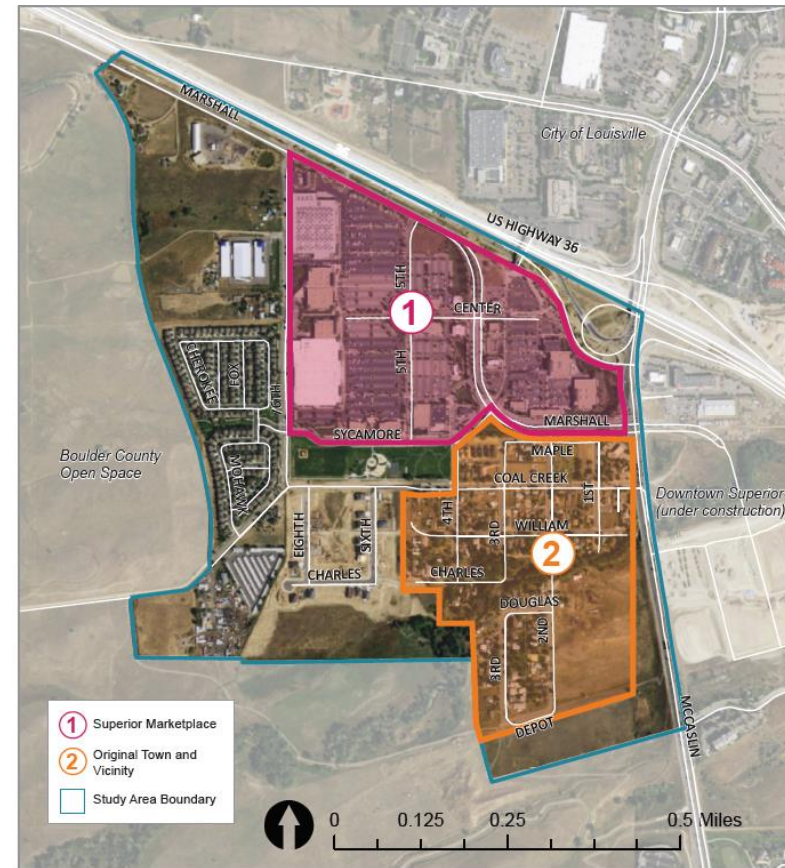 MARSHALL
City of Louisville
US HIGHWAY 36
5TH
1
CENTER
5TH
CHEROKEE
FOX
76TH
MARSHALL
SYCAMORE
MAPLE
Boulder County
Open Space
MOHAWK
COAL CREEK
4TH
1ST
Downtown Superior
(under construction)
EIGHTH
SIXTH
3RD
WILLIAM
2
CHARLES
CHARLES
DOUGLAS
2ND
3RD
DEPOT
MCCASLIN
1 Superior Marketplace
2 Original Town and
Vicinity
Study Area Boundary
0 0.125 0.25 0.5 Miles